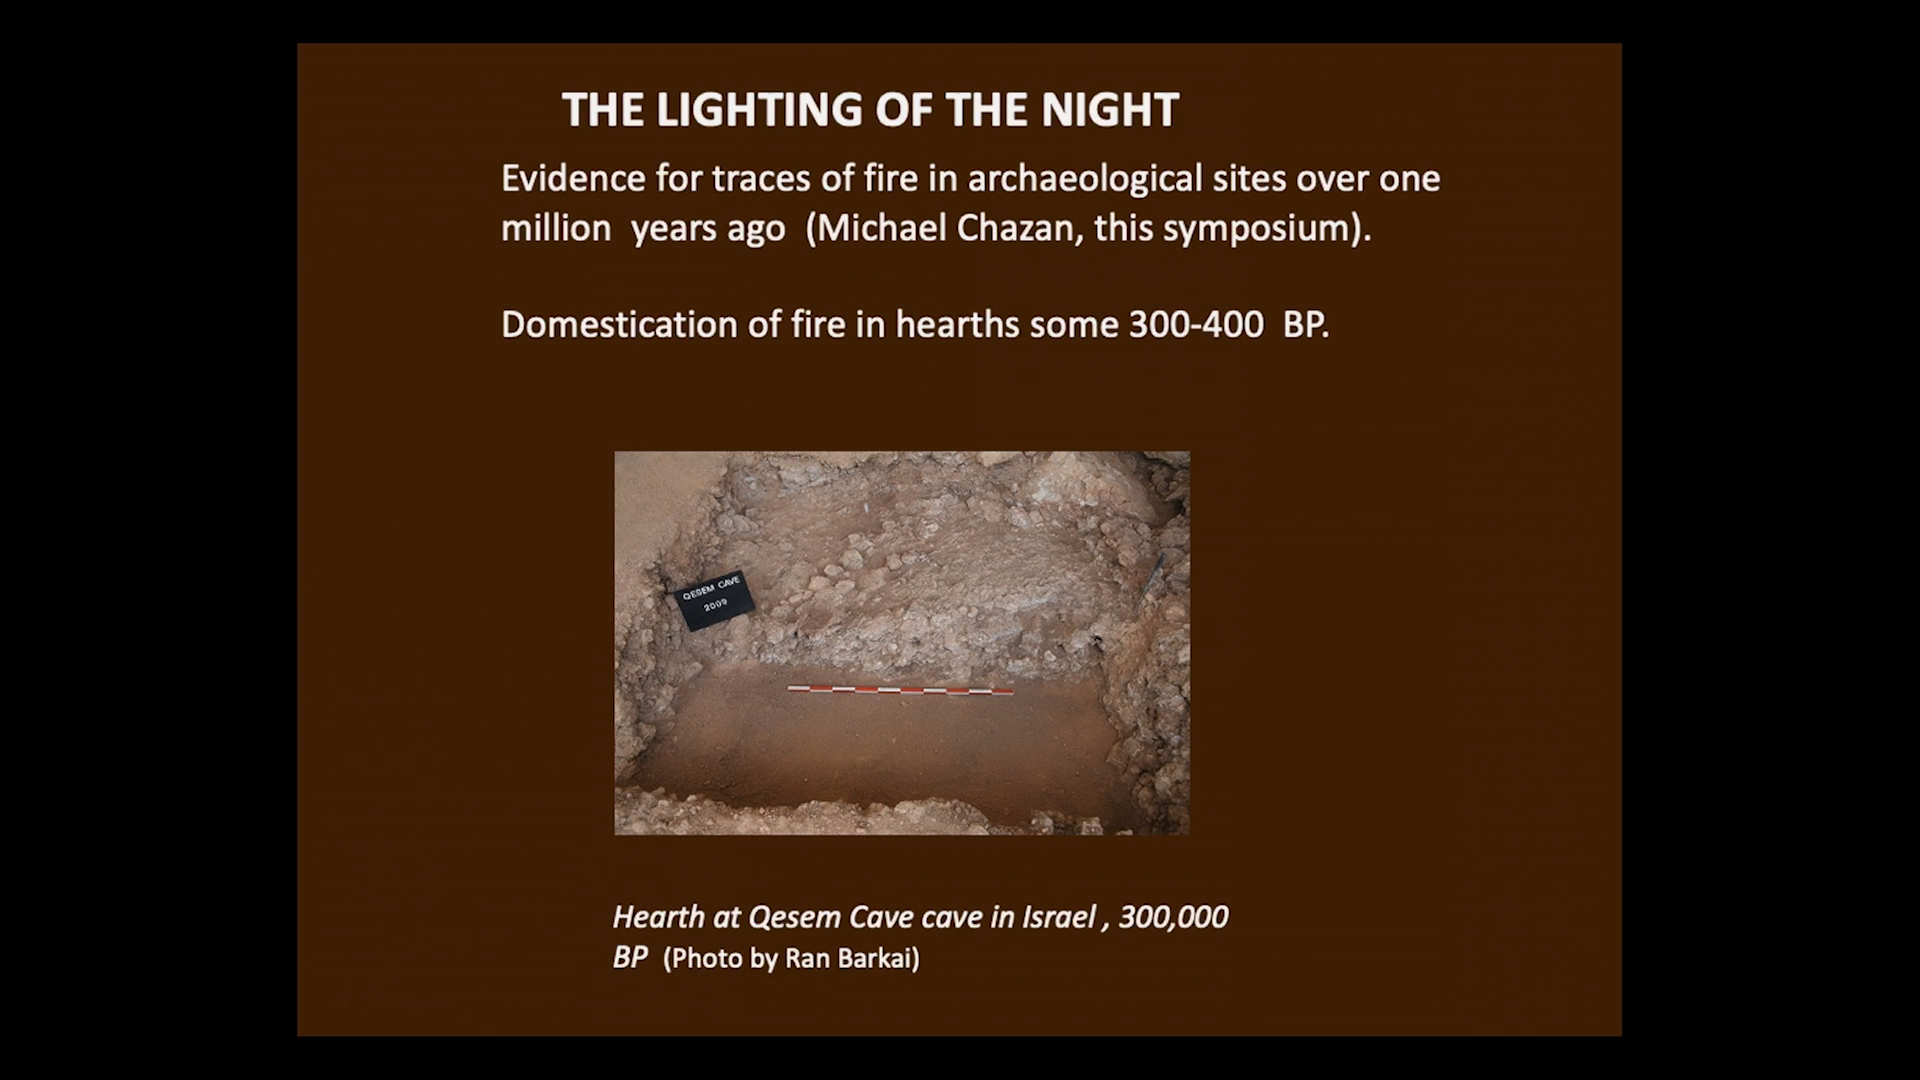 THE LIGHTING OF THE NIGHT
Evidence for traces of fire in archaeological sites over one
million  years ago  (Michael Chazan, this symposium).
Domestication of fire in hearths some 300-400  BP.
QESEM CAVE
2009
Hearth at Qesem Cave cave in Israel , 300,000
BP  (Photo by Ran Barkai)